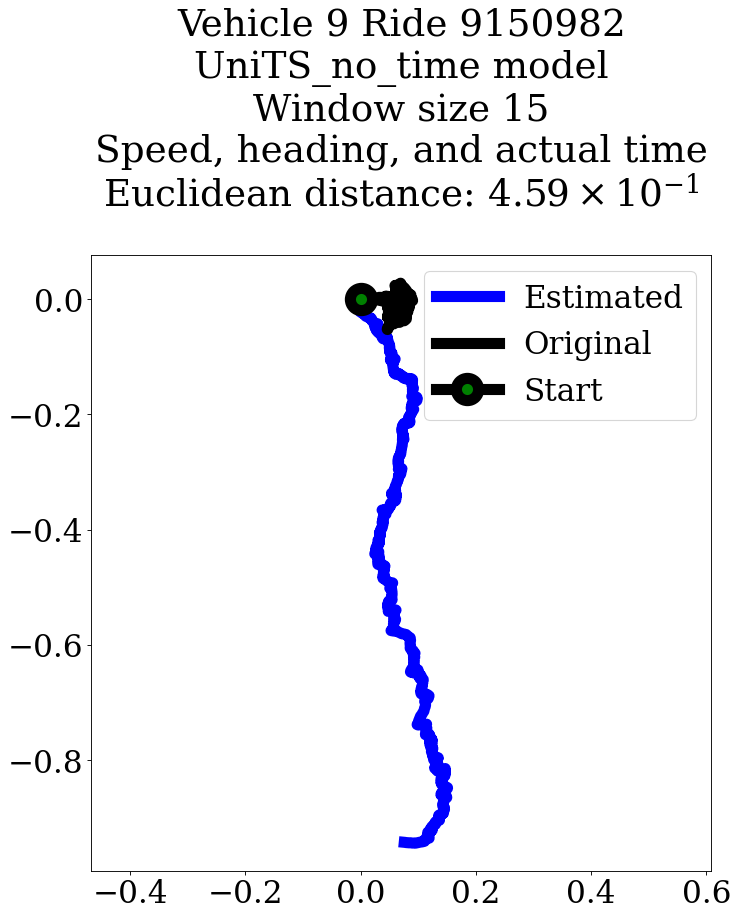 Vehicle 9 Ride 9150982
UniTS_no_time model
Window size 15
Speed, heading, and actual time
Euclidean distance: 4.59 × 10⁻¹
Estimated
Original
Start
0.0
−0.2
−0.4
−0.6
−0.8
−0.4 −0.2 0.0 0.2 0.4 0.6